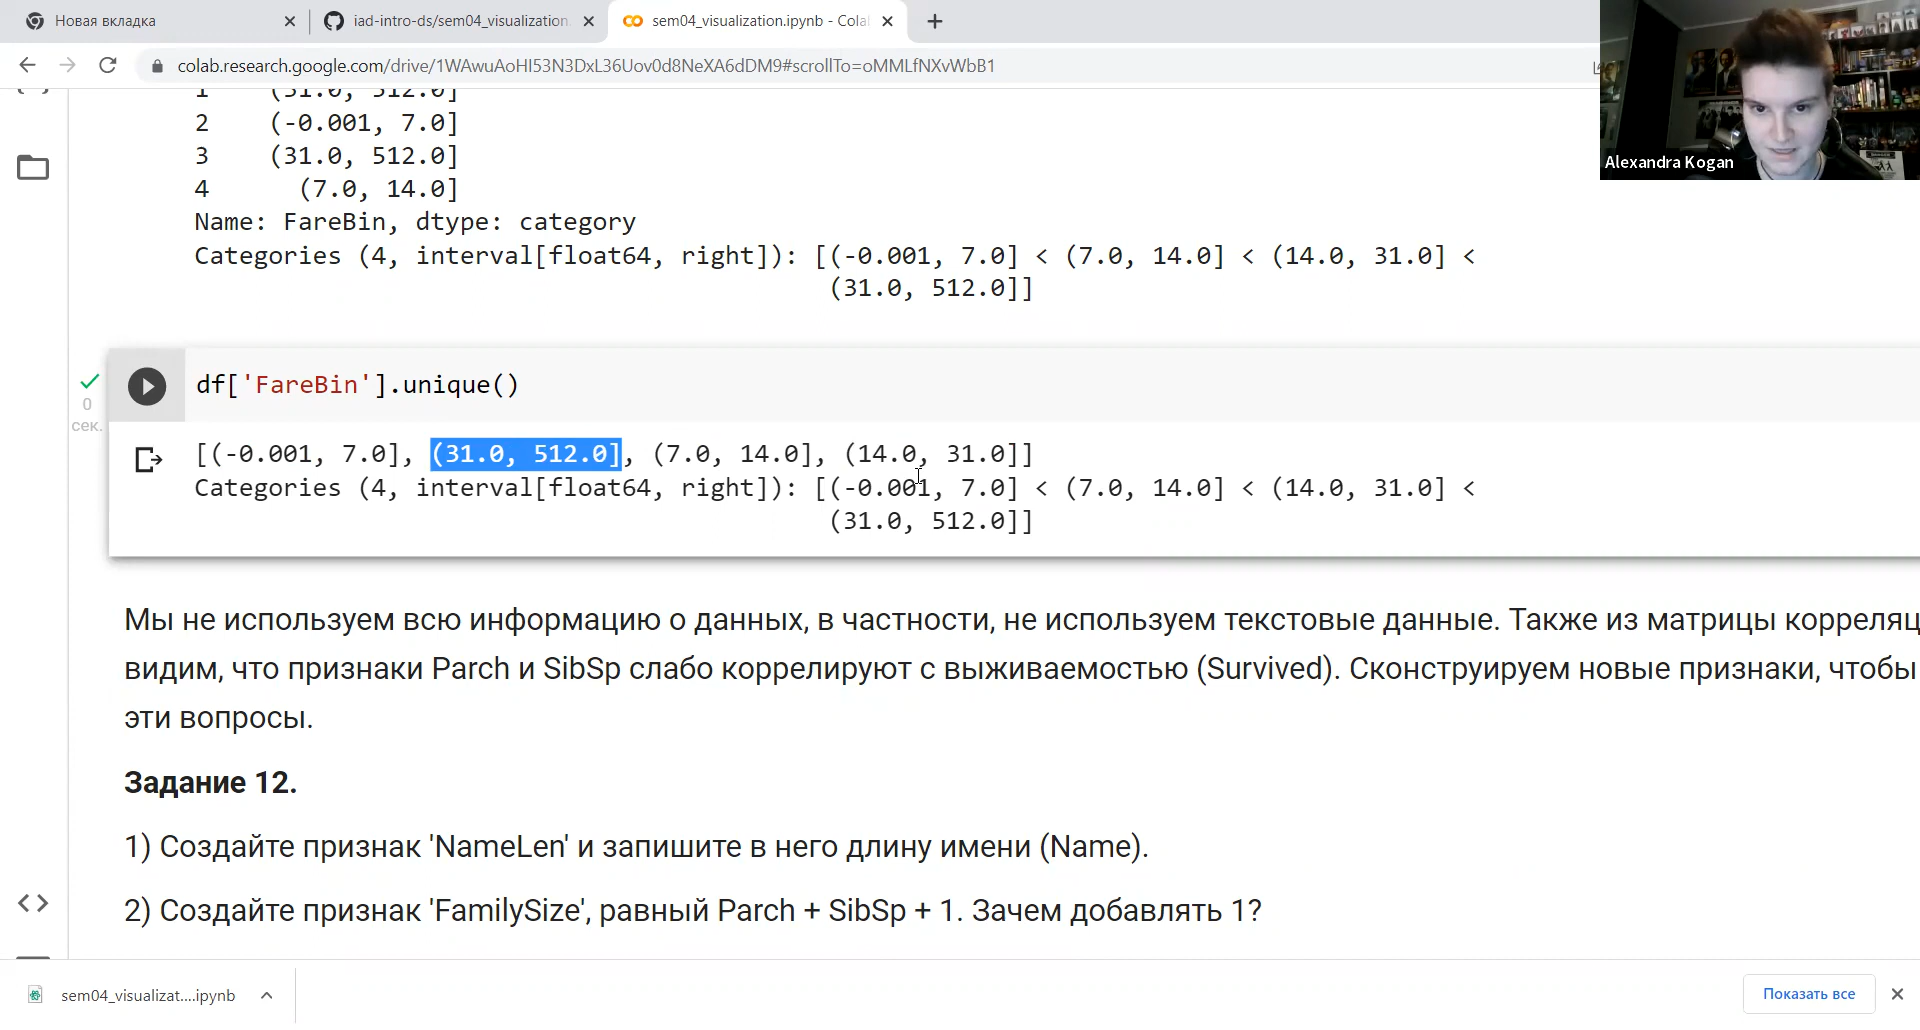 Новая вкладка
iad-intro-ds/sem04_visualization.
sem04_visualization.ipynb - Cola
colab.research.google.com/drive/1WAwuAoHI53N3DxL36Uov0d8NeXA6dDM9#scrollTo=oMMLfNXvWbB1
Alexandra Kogan
1 (31.0, 512.0]
2 (-0.001, 7.0]
3 (31.0, 512.0]
4 (7.0, 14.0]
Name: FareBin, dtype: category
Categories (4, interval[float64, right]): [(-0.001, 7.0] < (7.0, 14.0] < (14.0, 31.0] <
(31.0, 512.0]]
df['FareBin'].unique()
0
сек.
[(-0.001, 7.0], (31.0, 512.0], (7.0, 14.0], (14.0, 31.0]]
Categories (4, interval[float64, right]): [(-0.001, 7.0] < (7.0, 14.0] < (14.0, 31.0] <
(31.0, 512.0]]
Мы не используем всю информацию о данных, в частности, не используем текстовые данные. Также из матрицы корреляц
видим, что признаки Parch и SibSp слабо коррелируют с выживаемостью (Survived). Сконструируем новые признаки, чтобы
эти вопросы.
Задание 12.
1) Создайте признак 'NameLen' и запишите в него длину имени (Name).
2) Создайте признак 'FamilySize', равный Parch + SibSp + 1. Зачем добавлять 1?
sem04_visualizat....ipynb
Показать все